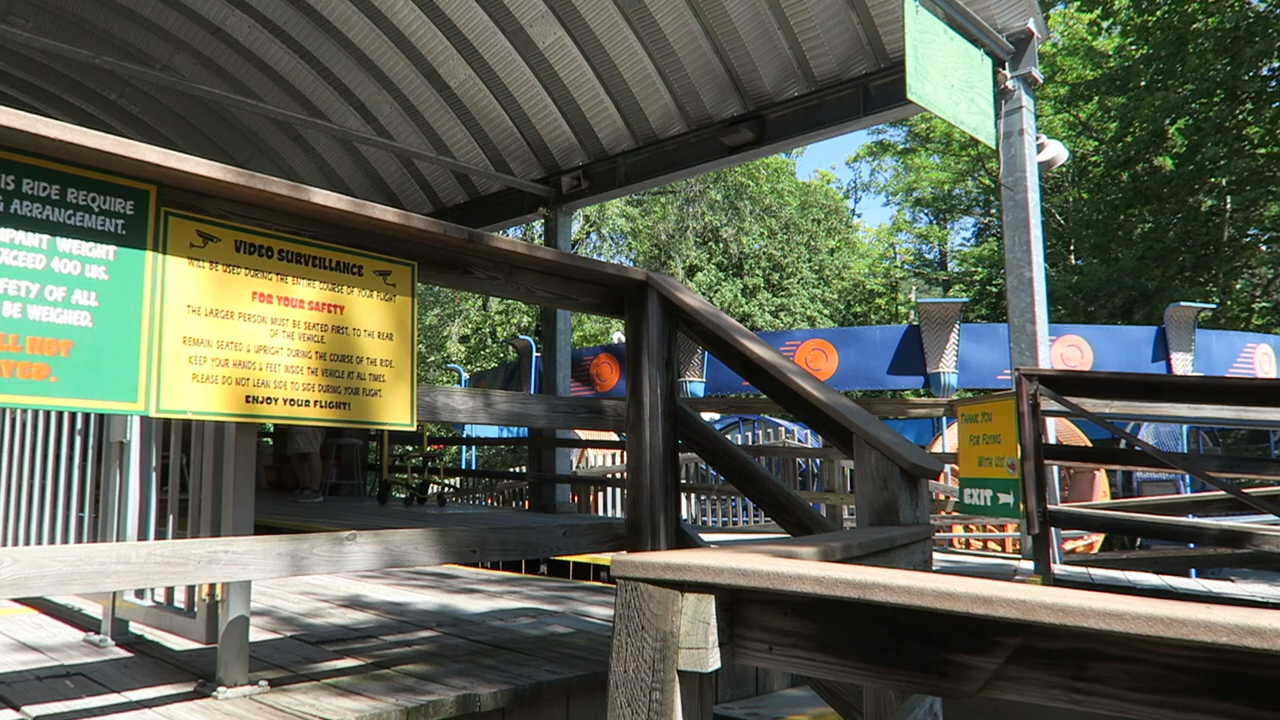 IS RIDE REQUIRE
G ARRANGEMENT.
UPANT WEIGHT
EXCEED 400 LBS.
FETY OF ALL
BE WEIGHED.
LL NOT
VIDEO SURVEILLANCE
WILL BE USED DURING THE ENTIRE COURSE OF YOUR FLIGHT
FOR YOUR SAFETY
THE LARGER PERSON MUST BE SEATED FIRST, TO THE REAR
OF THE VEHICLE.
REMAIN SEATED & UPRIGHT DURING THE COURSE OF THE RIDE.
KEEP YOUR HANDS & FEET INSIDE THE VEHICLE AT ALL TIMES.
PLEASE DO NOT LEAN SIDE TO SIDE DURING YOUR FLIGHT.
ENJOY YOUR FLIGHT!
THANK YOU
FOR FLYING
WITH US!
EXIT